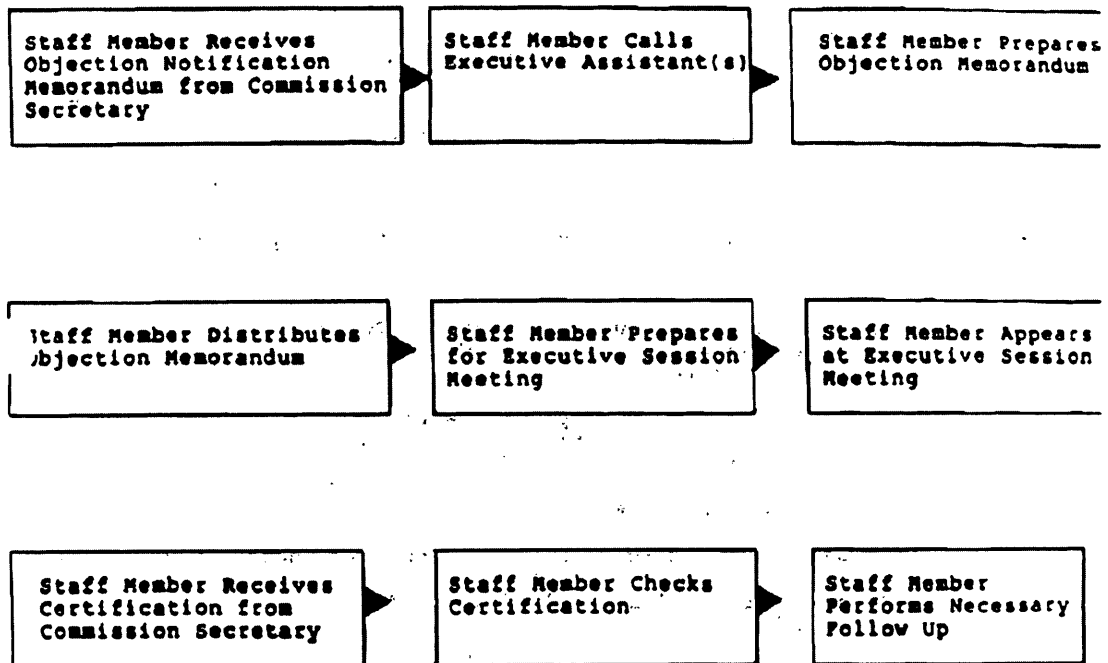 Staff Member Receives
Objection Notification
Memorandum from Commission
Secretary
Staff Member Calls
Executive Assistant(s)
Staff Member Prepares
Objection Memorandum
Staff Member Distributes
Objection Memorandum
Staff Member Prepares
for Executive Session
Meeting
Staff Member Appears
at Executive Session
Meeting
Staff Member Receives
Certification from
Commission Secretary
Staff Member Checks
Certification
Staff Member
Performs Necessary
Follow Up